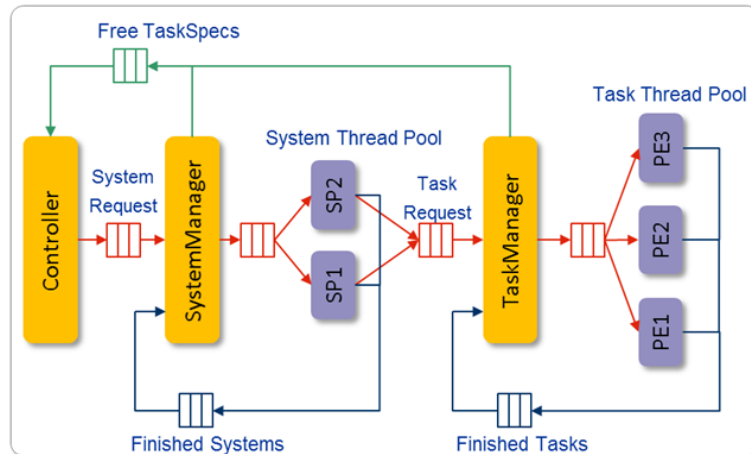 Free TaskSpecs
Task Thread Pool
System Thread Pool
System
Request
Task
Request
Controller
SystemManager
SP2
SP1
TaskManager
PE3
PE2
PE1
Finished Systems
Finished Tasks